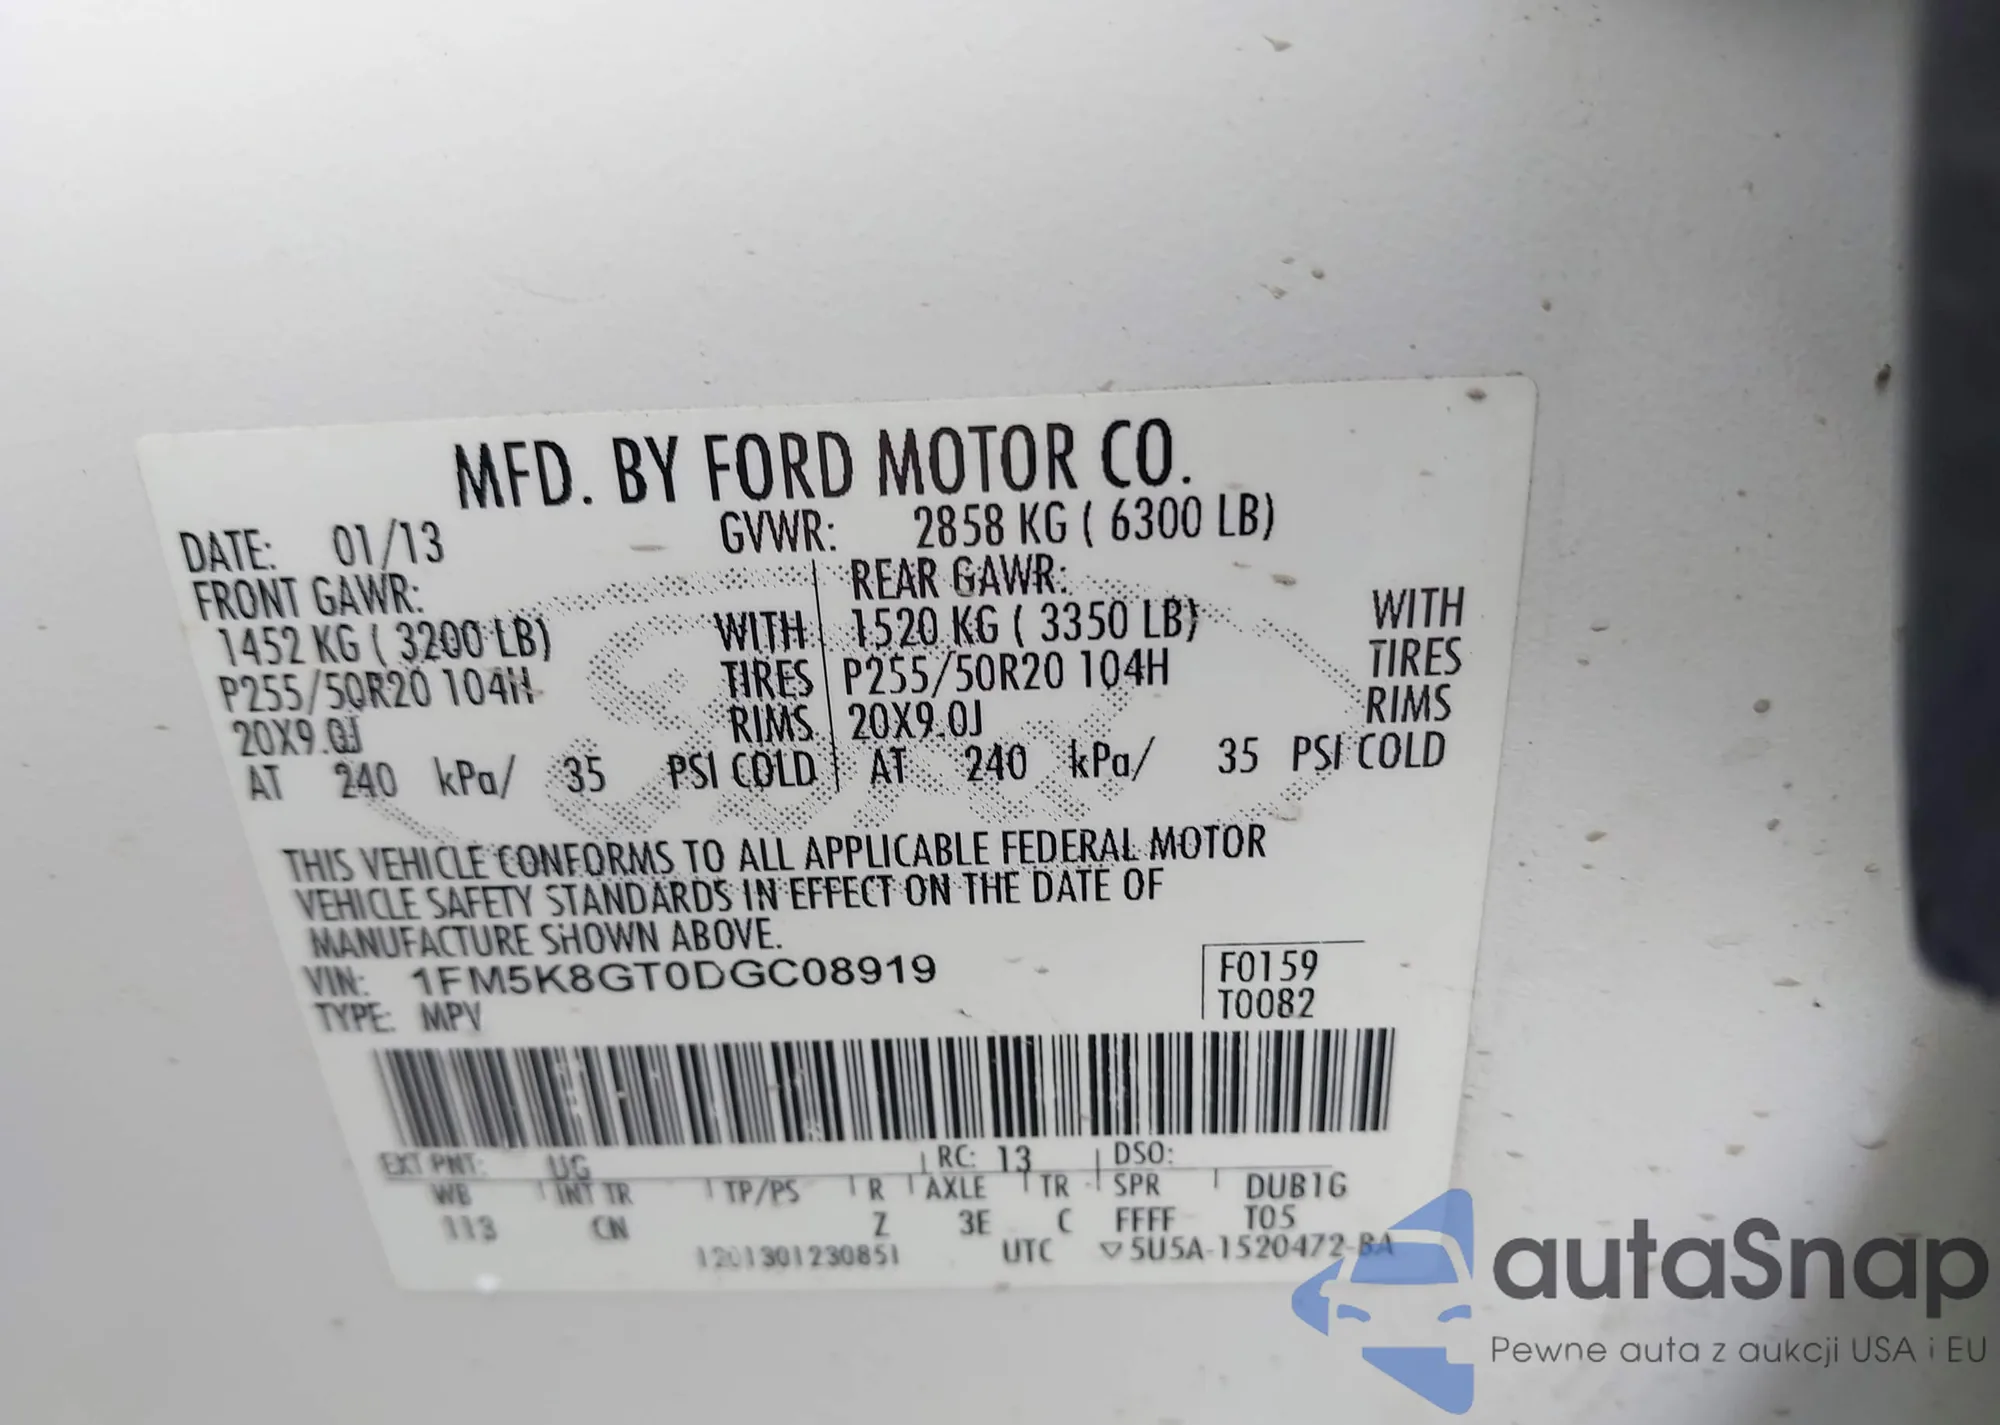 MFD. BY FORD MOTOR CO.
DATE: 01/13 GVWR: 2858 KG ( 6300 LB)
FRONT GAWR: REAR GAWR:
1452 KG ( 3200 LB) WITH 1520 KG ( 3350 LB) WITH
P255/50R20 104H TIRES P255/50R20 104H TIRES
20X9.0J RIMS 20X9.0J RIMS
AT 240 kPa/ 35 PSI COLD AT 240 kPa/ 35 PSI COLD
THIS VEHICLE CONFORMS TO ALL APPLICABLE FEDERAL MOTOR
VEHICLE SAFETY STANDARDS IN EFFECT ON THE DATE OF
MANUFACTURE SHOWN ABOVE.
VIN: 1FM5K8GT0DGC08919 F0159
TYPE: MPV T0082
EXT PNT: UG RC: 13 DSO:
WB INT TR TP/PS R AXLE TR SPR DUB1G
113 CN Z 3E C FFFF T05
1201301230851 UTC ▽ 5U5A-1520472-BA
autaSnap
Pewne auta z aukcji USA i EU